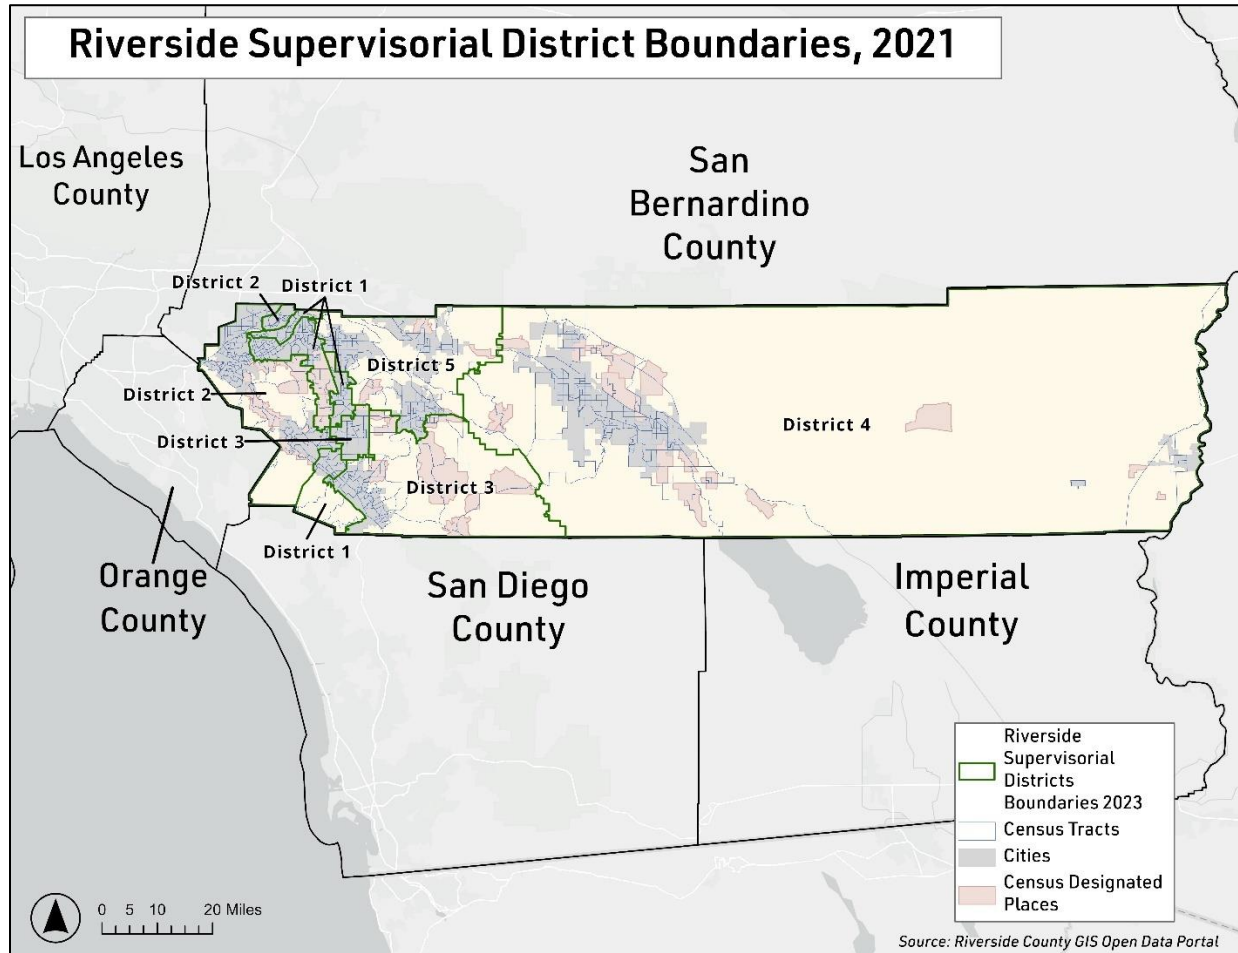 Riverside Supervisorial District Boundaries, 2021
Los Angeles
County
San
Bernardino
County
District 2
District 1
District 5
District 2
District 4
District 3
District 3
District 1
Orange
County
San Diego
County
Imperial
County
Riverside
Supervisorial
Districts
Boundaries 2023
Census Tracts
Cities
Census Designated
Places
0 5 10 20 Miles
Source: Riverside County GIS Open Data Portal